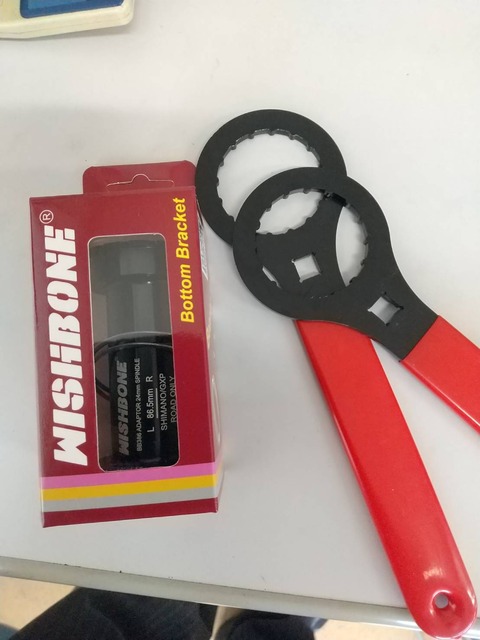 WISHBONE®
Bottom Bracket
WISHBONE
BB386 ADAPTOR 24mm SPINDLE
L 86.5mm R
SHIMANO/GXP
ROAD ONLY